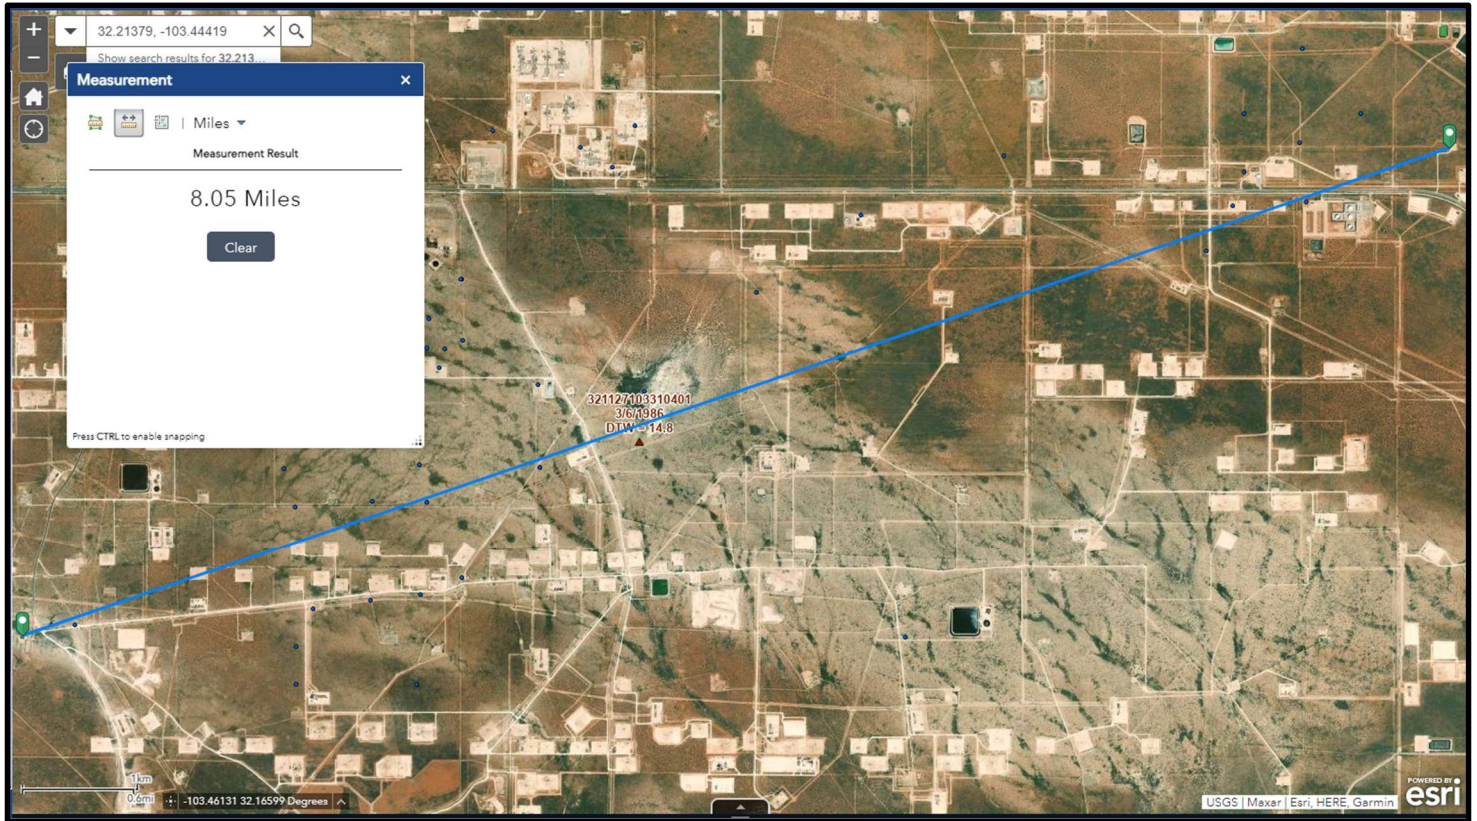 32.21379, -103.44419
Show search results for 32.213...
Measurement
| Miles
Measurement Result
8.05 Miles
Clear
Press CTRL to enable snapping
321127103310401
3/6/1986
DTW = 14.8
1km
0.6mi
-103.46131 32.16599 Degrees
USGS | Maxar | Esri, HERE, Garmin
POWERED BY
esri